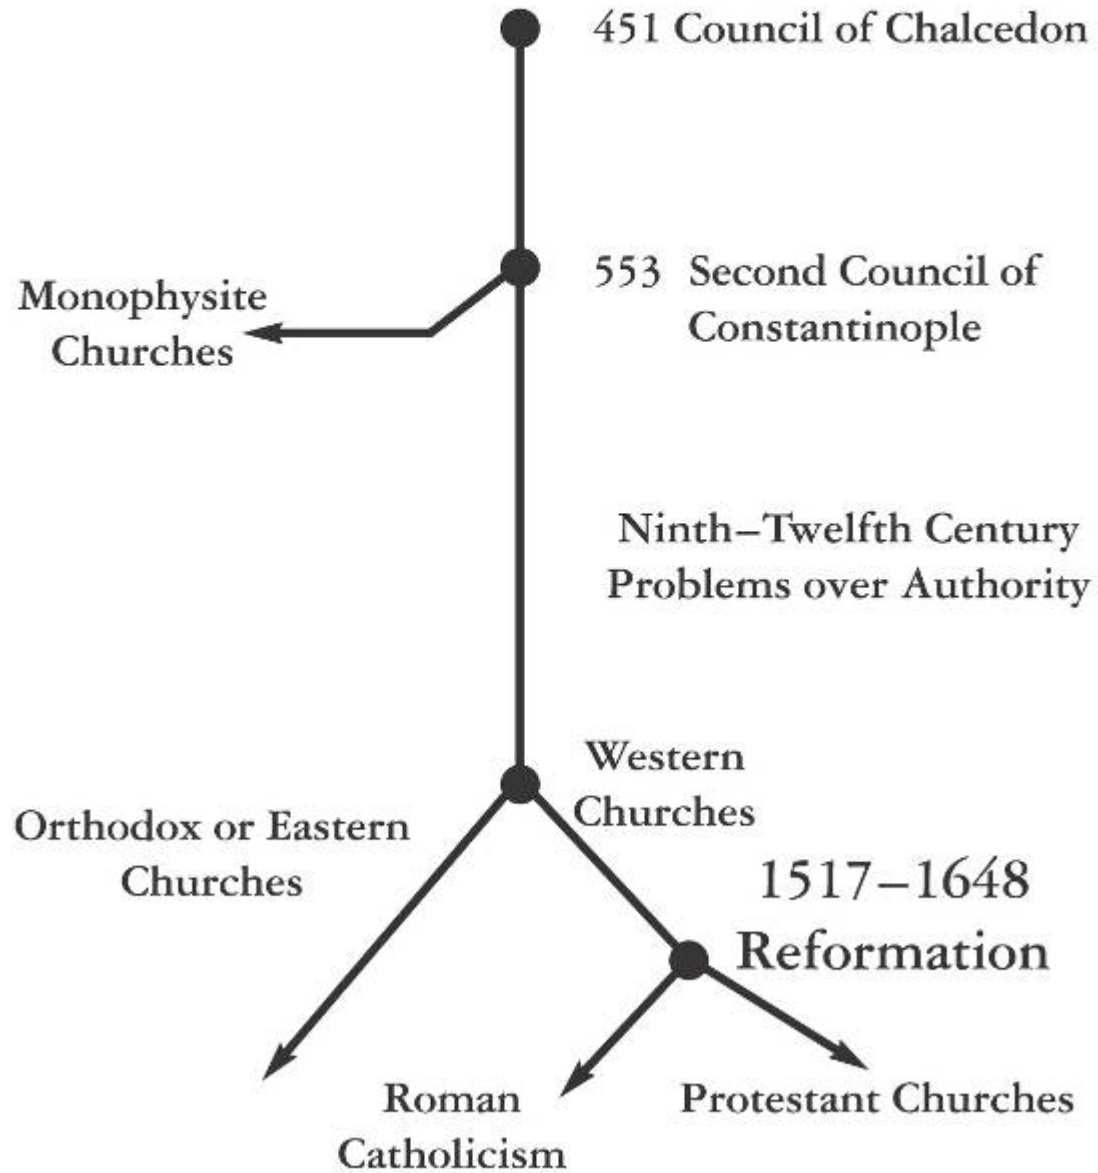 451 Council of Chalcedon
553 Second Council of
Constantinople
Monophysite
Churches
Ninth–Twelfth Century
Problems over Authority
Western
Churches
Orthodox or Eastern
Churches
1517–1648
Reformation
Roman
Catholicism
Protestant Churches